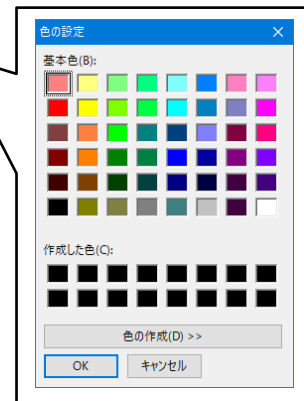 色の設定
基本色(B):
作成した色(C):
色の作成(D) >>
OK
キャンセル